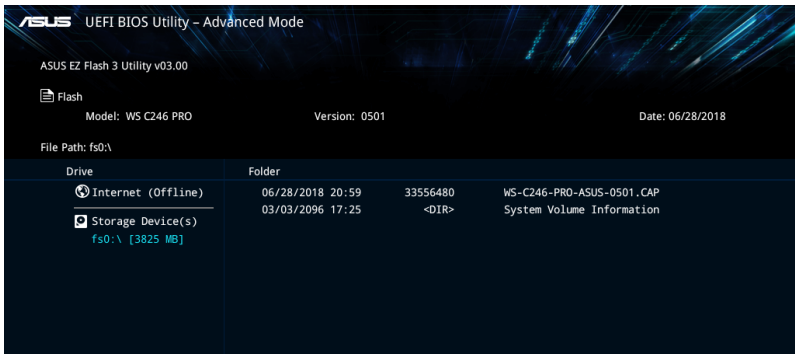 ASUS UEFI BIOS Utility – Advanced Mode
ASUS EZ Flash 3 Utility v03.00
Flash
Model: WS C246 PRO Version: 0501 Date: 06/28/2018
File Path: fs0:\
Drive Folder
Internet (Offline) 06/28/2018 20:59 33556480 WS-C246-PRO-ASUS-0501.CAP
03/03/2096 17:25 <DIR> System Volume Information
Storage Device(s)
fs0:\ [3825 MB]